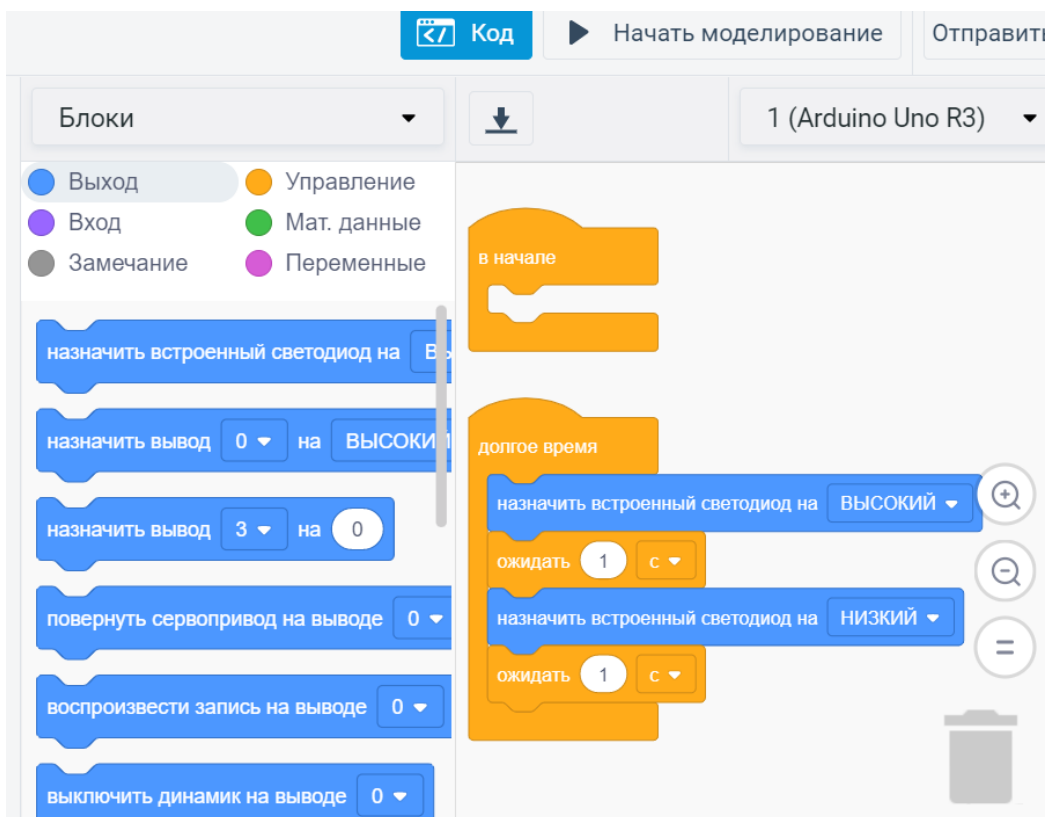 Код
Начать моделирование
Отправить
Блоки
1 (Arduino Uno R3)
Выход
Управление
Вход
Мат. данные
Замечание
Переменные
назначить встроенный светодиод на
назначить вывод 0 на ВЫСОКИЙ
назначить вывод 3 на 0
повернуть сервопривод на выводе 0
воспроизвести запись на выводе 0
выключить динамик на выводе 0
в начале
долгое время
назначить встроенный светодиод на ВЫСОКИЙ
ожидать 1 с
назначить встроенный светодиод на НИЗКИЙ
ожидать 1 с